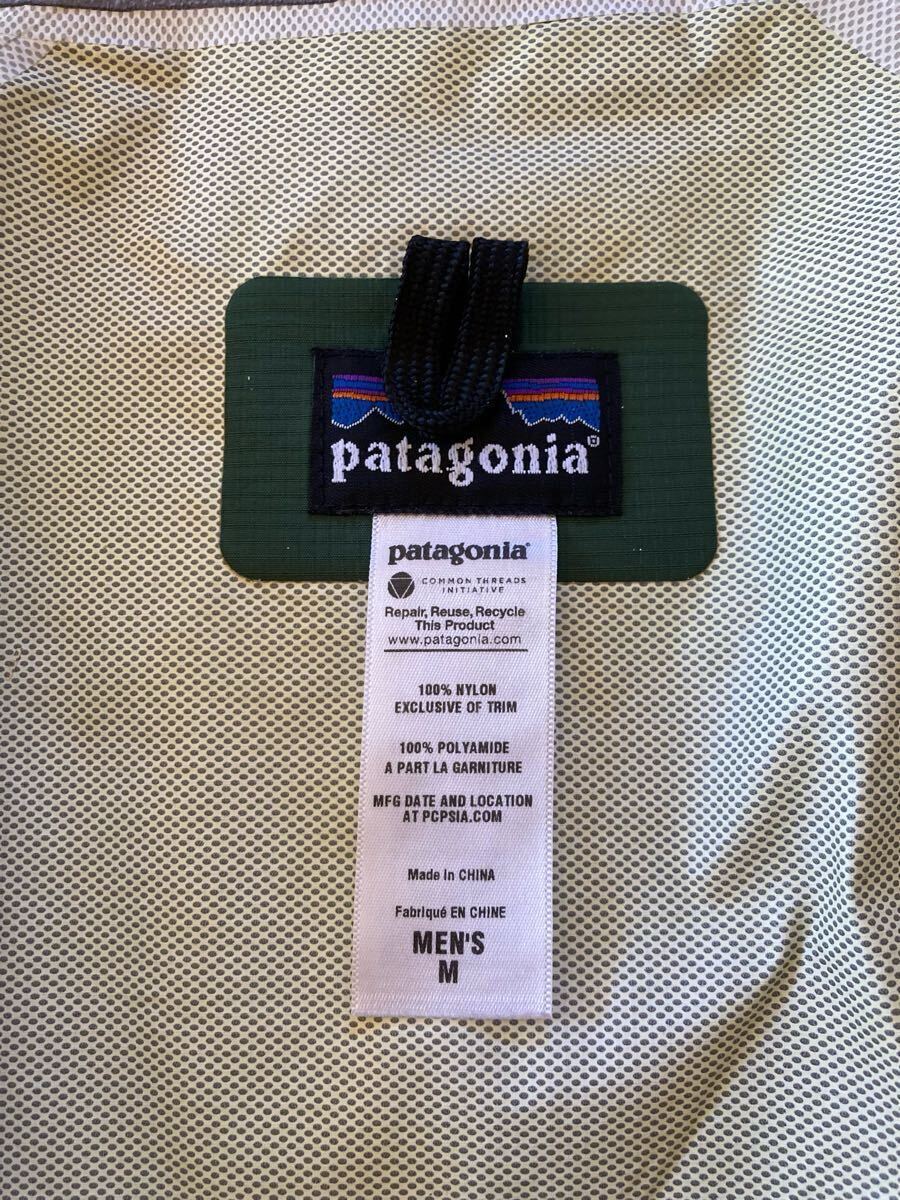 patagonia®
patagonia®
COMMON THREADS
INITIATIVE
Repair, Reuse, Recycle
This Product
www.patagonia.com
100% NYLON
EXCLUSIVE OF TRIM
100% POLYAMIDE
A PART LA GARNITURE
MFG DATE AND LOCATION
AT PCPSIA.COM
Made in CHINA
Fabriqué EN CHINE
MEN'S
M